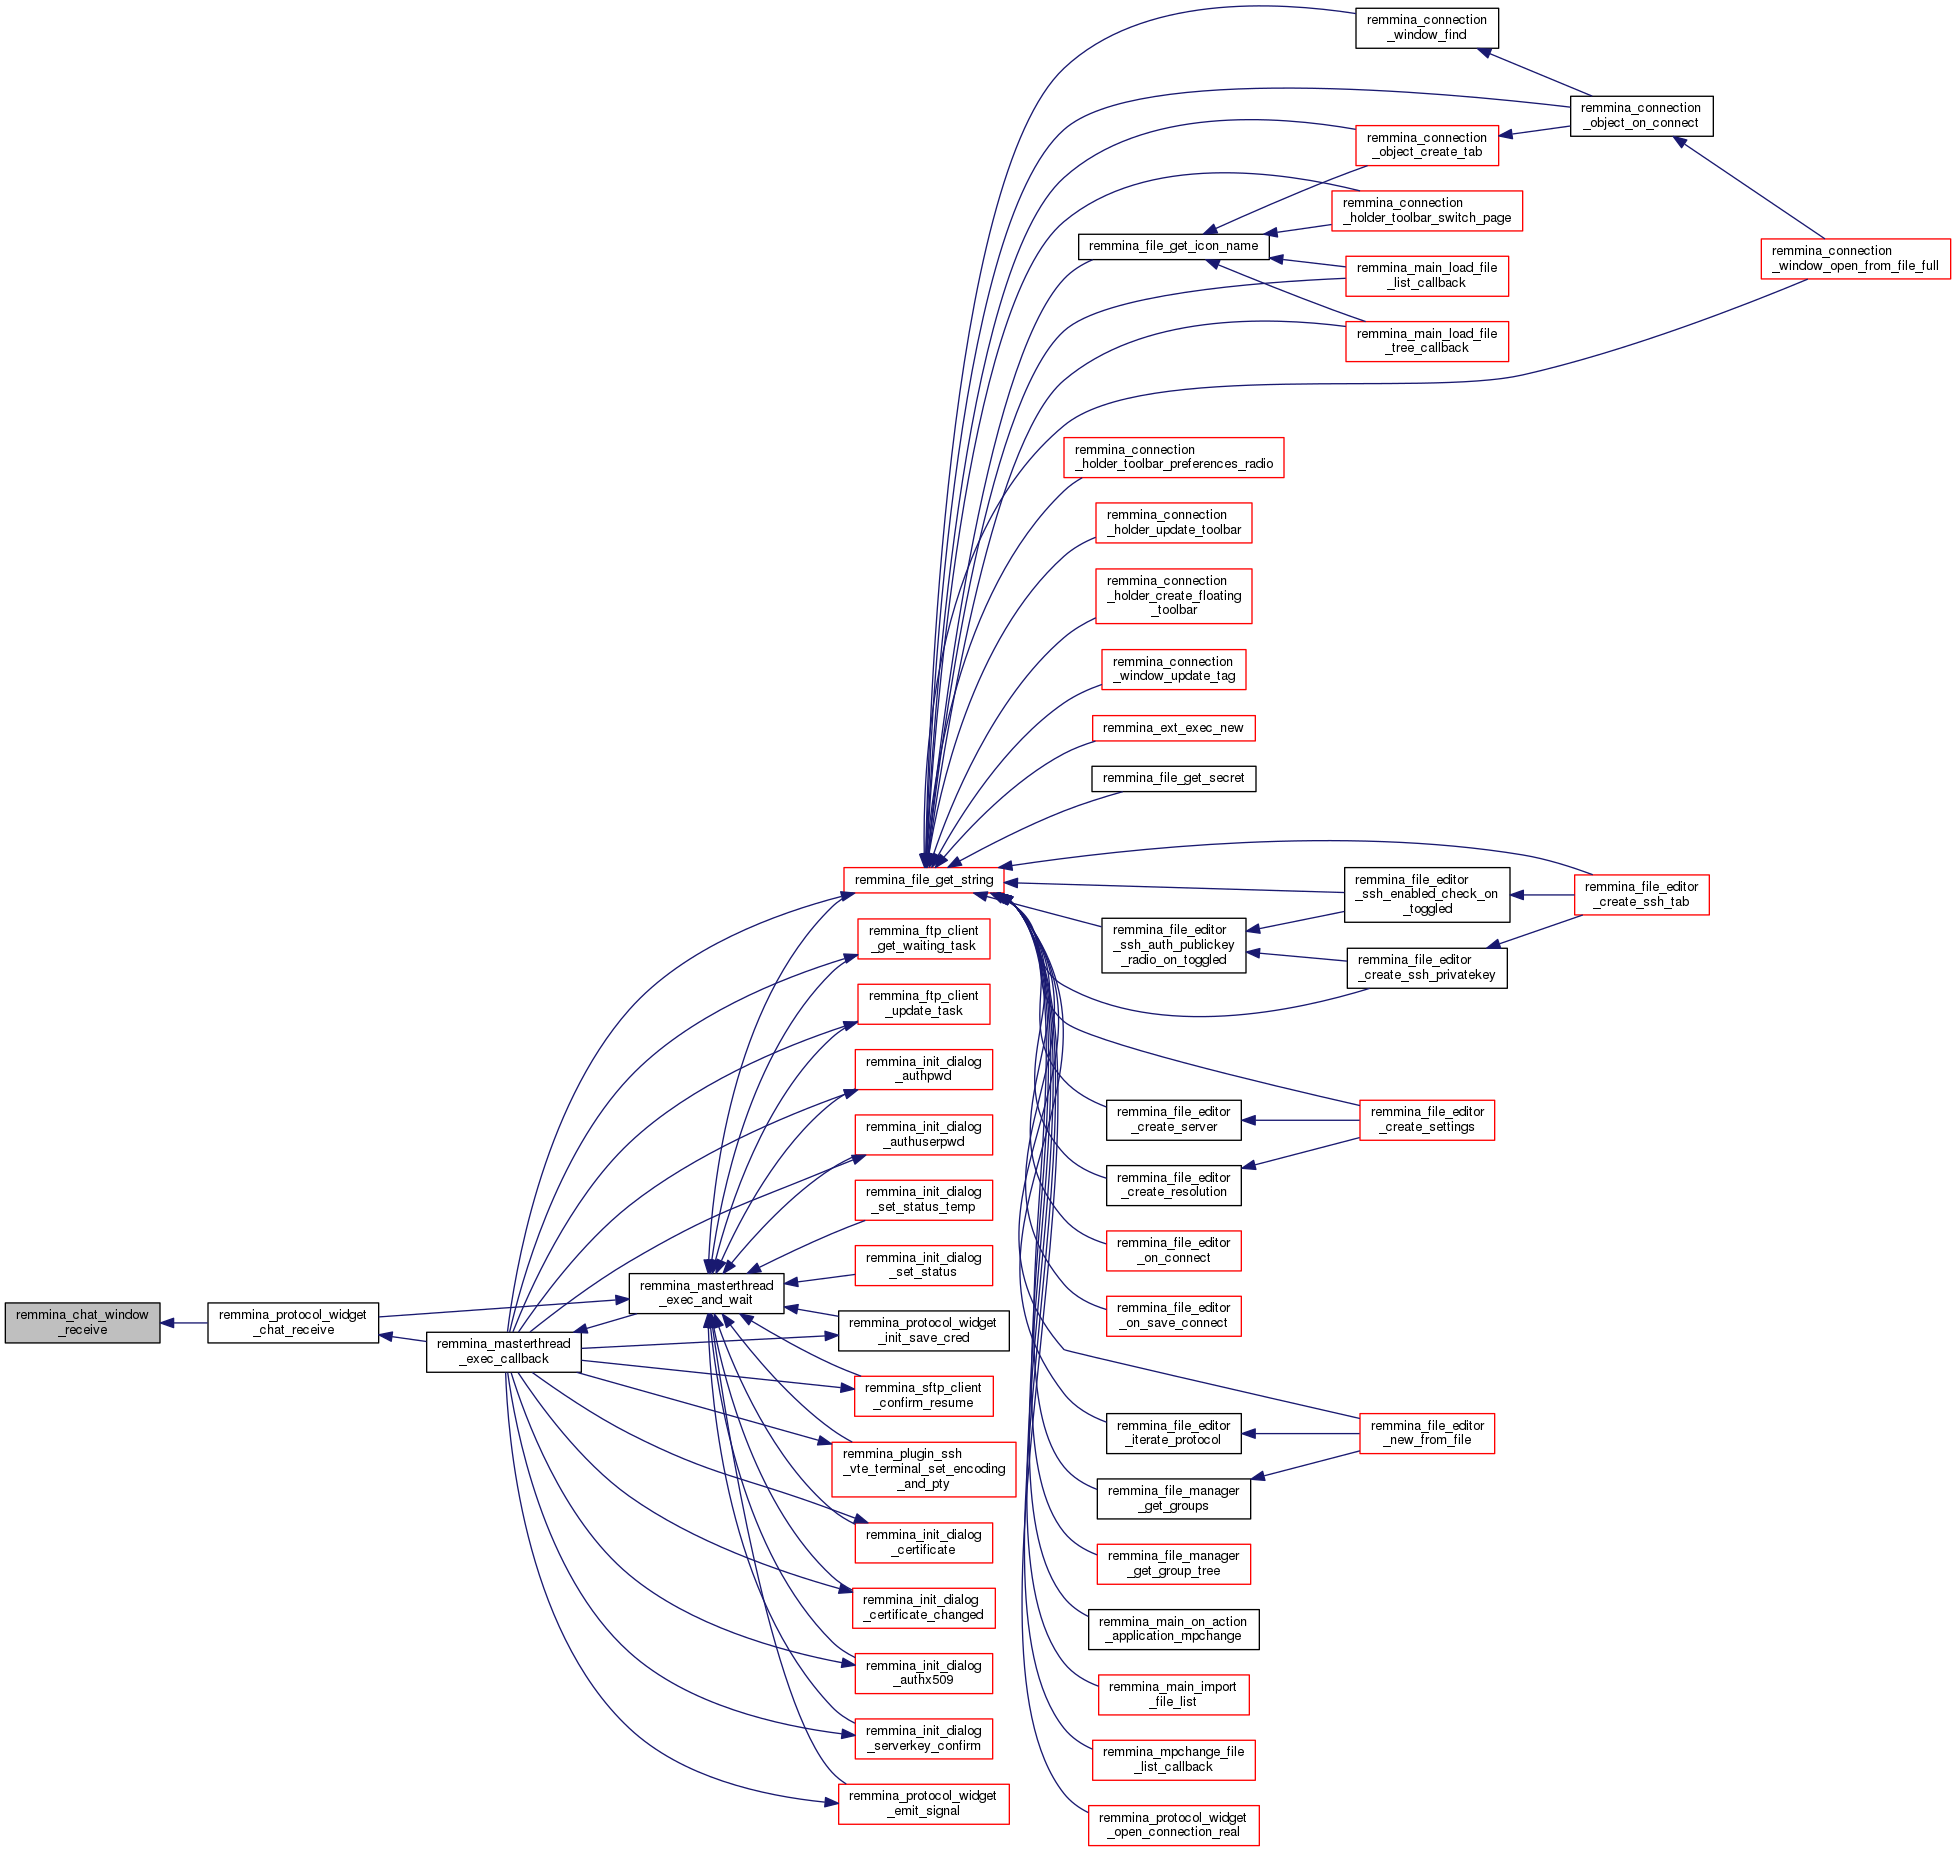 remmina_connection
_window_find
remmina_connection
_object_on_connect
remmina_connection
_object_create_tab
remmina_connection
_holder_toolbar_switch_page
remmina_file_get_icon_name
remmina_connection
_window_open_from_file_full
remmina_main_load_file
_list_callback
remmina_main_load_file
_tree_callback
remmina_connection
_holder_toolbar_preferences_radio
remmina_connection
_holder_update_toolbar
remmina_connection
_holder_create_floating
_toolbar
remmina_connection
_window_update_tag
remmina_ext_exec_new
remmina_file_get_secret
remmina_file_get_string
remmina_file_editor
_ssh_enabled_check_on
_toggled
remmina_file_editor
_create_ssh_tab
remmina_file_editor
_ssh_auth_publickey
_radio_on_toggled
remmina_file_editor
_create_ssh_privatekey
remmina_ftp_client
_get_waiting_task
remmina_ftp_client
_update_task
remmina_init_dialog
_authpwd
remmina_file_editor
_create_server
remmina_file_editor
_create_settings
remmina_init_dialog
_authuserpwd
remmina_file_editor
_create_resolution
remmina_init_dialog
_set_status_temp
remmina_file_editor
_on_connect
remmina_init_dialog
_set_status
remmina_masterthread
_exec_and_wait
remmina_file_editor
_on_save_connect
remmina_chat_window
_receive
remmina_protocol_widget
_chat_receive
remmina_masterthread
_exec_callback
remmina_protocol_widget
_init_save_cred
remmina_sftp_client
_confirm_resume
remmina_file_editor
_iterate_protocol
remmina_file_editor
_new_from_file
remmina_plugin_ssh
_vte_terminal_set_encoding
_and_pty
remmina_file_manager
_get_groups
remmina_init_dialog
_certificate
remmina_file_manager
_get_group_tree
remmina_init_dialog
_certificate_changed
remmina_main_on_action
_application_mpchange
remmina_init_dialog
_authx509
remmina_main_import
_file_list
remmina_init_dialog
_serverkey_confirm
remmina_mpchange_file
_list_callback
remmina_protocol_widget
_emit_signal
remmina_protocol_widget
_open_connection_real